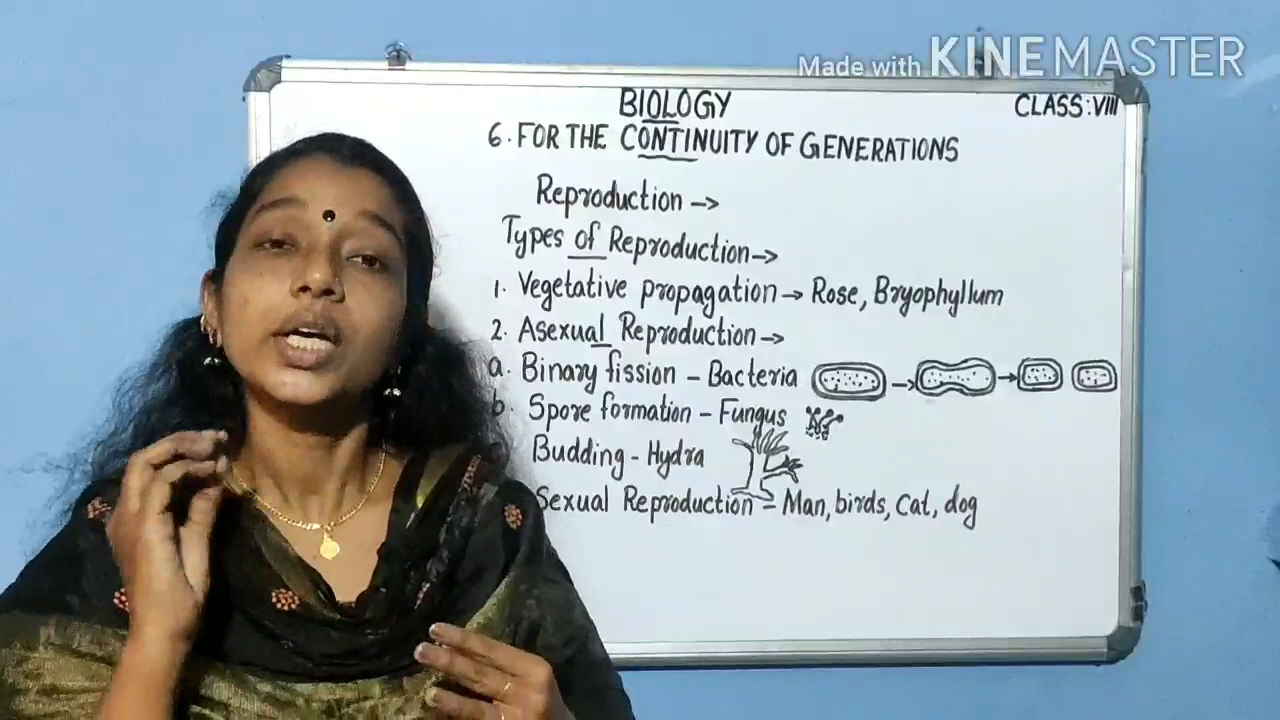 Made with KINEMASTER
BIOLOGY
CLASS:VIII
6. FOR THE CONTINUITY OF GENERATIONS
Reproduction ->
Types of Reproduction->
1. Vegetative propagation -> Rose, Bryophyllum
2. Asexual Reproduction ->
a. Binary fission - Bacteria
b. Spore formation - Fungus
Budding - Hydra
Sexual Reproduction - Man, birds, Cat, dog